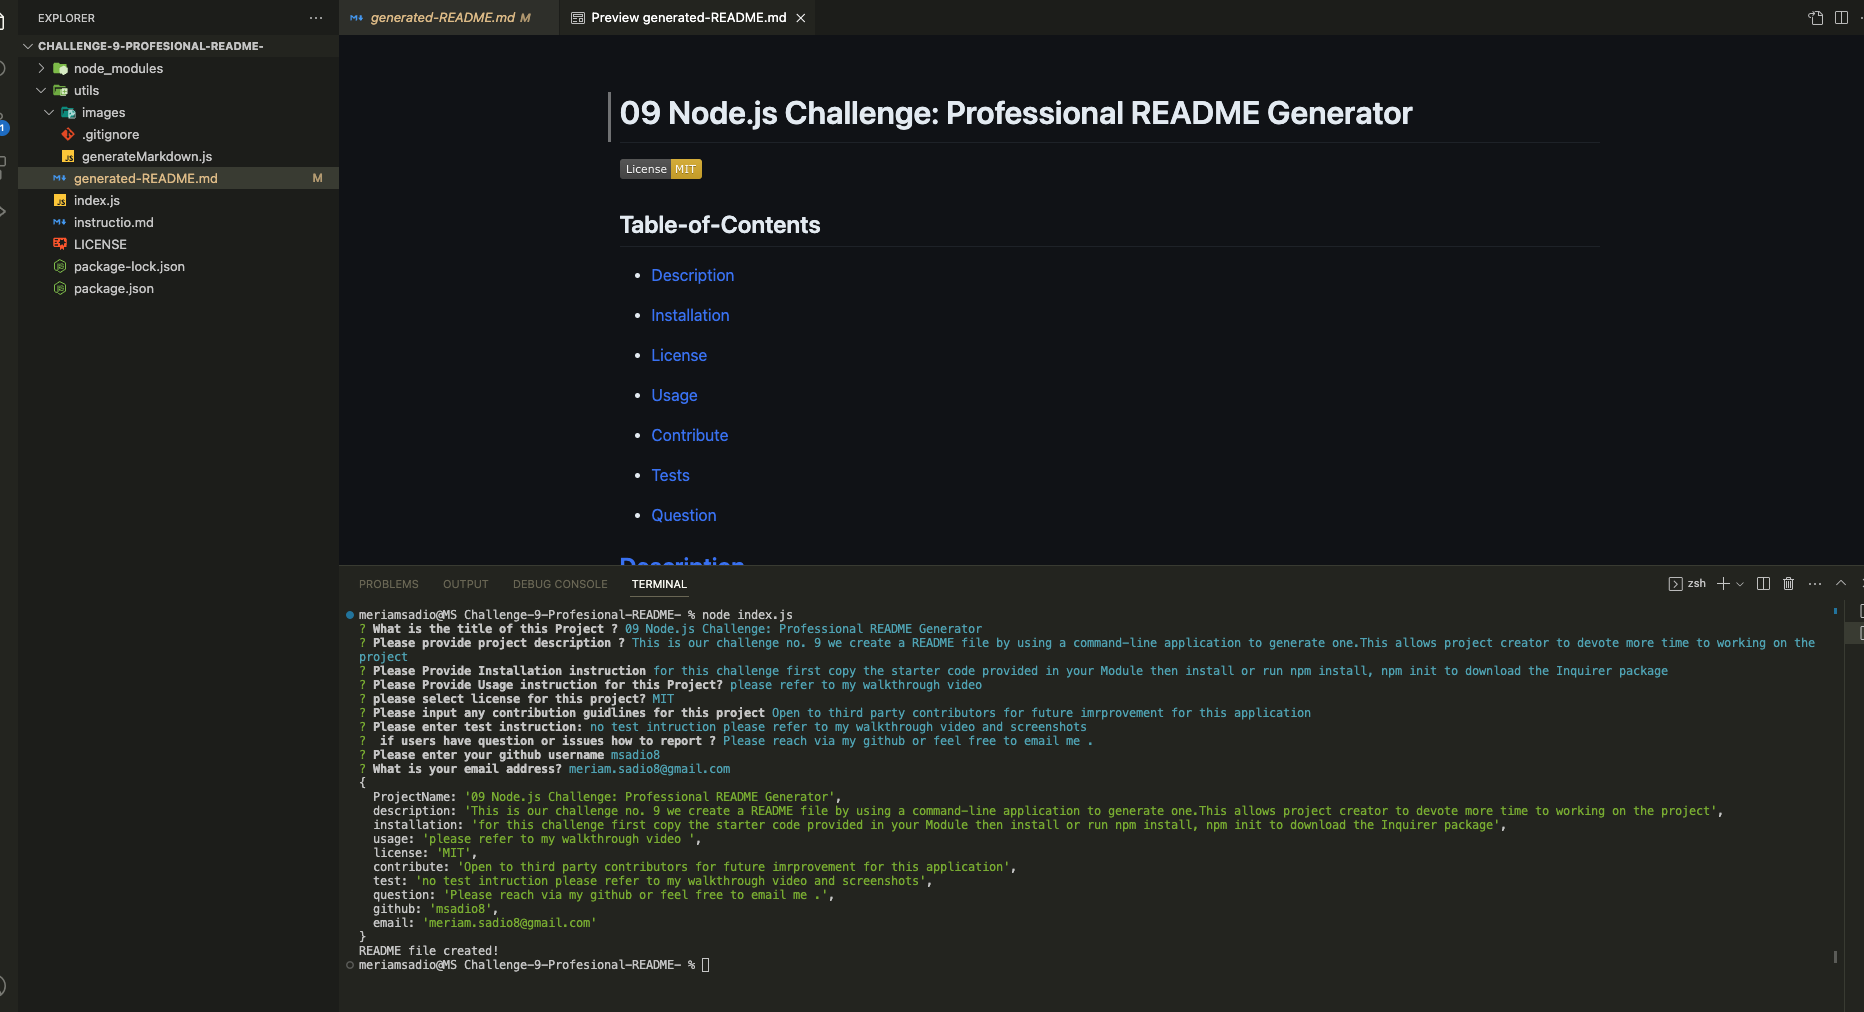 EXPLORER
CHALLENGE-9-PROFESIONAL-README-
node_modules
utils
images
.gitignore
generateMarkdown.js
generated-README.md M
index.js
instructio.md
LICENSE
package-lock.json
package.json
1
generated-README.md M
Preview generated-README.md
09 Node.js Challenge: Professional README Generator
License MIT
Table-of-Contents
• Description
• Installation
• License
• Usage
• Contribute
• Tests
• Question
Description
PROBLEMS OUTPUT DEBUG CONSOLE TERMINAL
zsh
meriamsadio@MS Challenge-9-Profesional-README- % node index.js
? What is the title of this Project ? 09 Node.js Challenge: Professional README Generator
? Please provide project description ? This is our challenge no. 9 we create a README file by using a command-line application to generate one.This allows project creator to devote more time to working on the
project
? Please Provide Installation instruction for this challenge first copy the starter code provided in your Module then install or run npm install, npm init to download the Inquirer package
? Please Provide Usage instruction for this Project? please refer to my walkthrough video
? please select license for this project? MIT
? Please input any contribution guidlines for this project Open to third party contributors for future imrprovement for this application
? Please enter test instruction: no test intruction please refer to my walkthrough video and screenshots
? if users have question or issues how to report ? Please reach via my github or feel free to email me .
? Please enter your github username msadio8
? What is your email address? meriam.sadio8@gmail.com
{
ProjectName: '09 Node.js Challenge: Professional README Generator',
description: 'This is our challenge no. 9 we create a README file by using a command-line application to generate one.This allows project creator to devote more time to working on the project',
installation: 'for this challenge first copy the starter code provided in your Module then install or run npm install, npm init to download the Inquirer package',
usage: 'please refer to my walkthrough video ',
license: 'MIT',
contribute: 'Open to third party contributors for future imrprovement for this application',
test: 'no test intruction please refer to my walkthrough video and screenshots',
question: 'Please reach via my github or feel free to email me .',
github: 'msadio8',
email: 'meriam.sadio8@gmail.com'
}
README file created!
meriamsadio@MS Challenge-9-Profesional-README- %